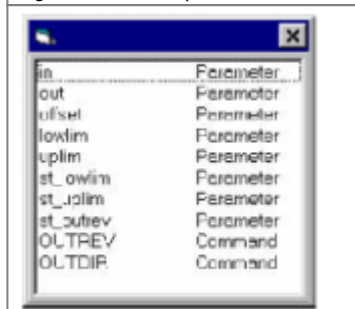 in Parameter
out Parameter
offset Parameter
lowlim Parameter
uplim Parameter
st_lowlim Parameter
st_uplim Parameter
st_outrev Parameter
OUTREV Command
OUTDIR Command